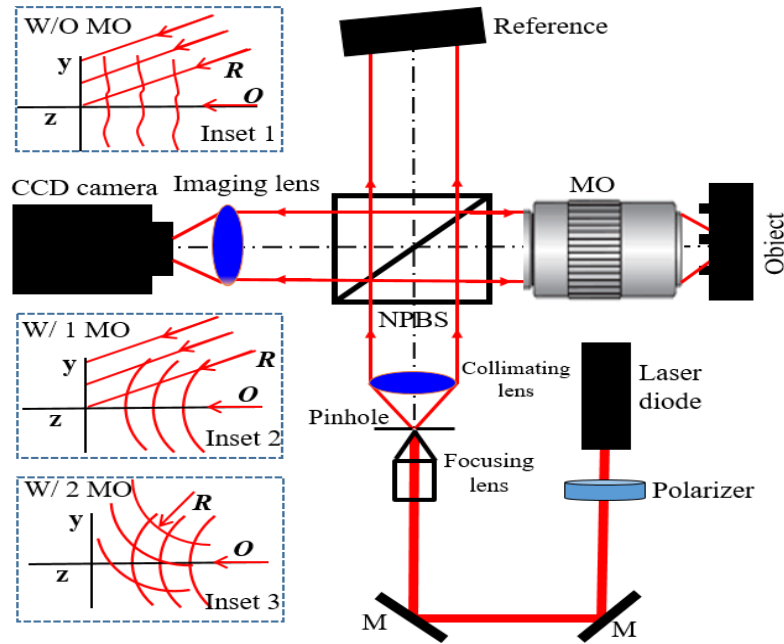 W/O MO
y
R
O
z
Inset 1
Reference
CCD camera
Imaging lens
MO
Object
NPBS
W/ 1 MO
y
R
O
z
Inset 2
Collimating
lens
Laser
diode
Pinhole
Focusing
lens
Polarizer
W/ 2 MO
y
R
O
z
Inset 3
M
M